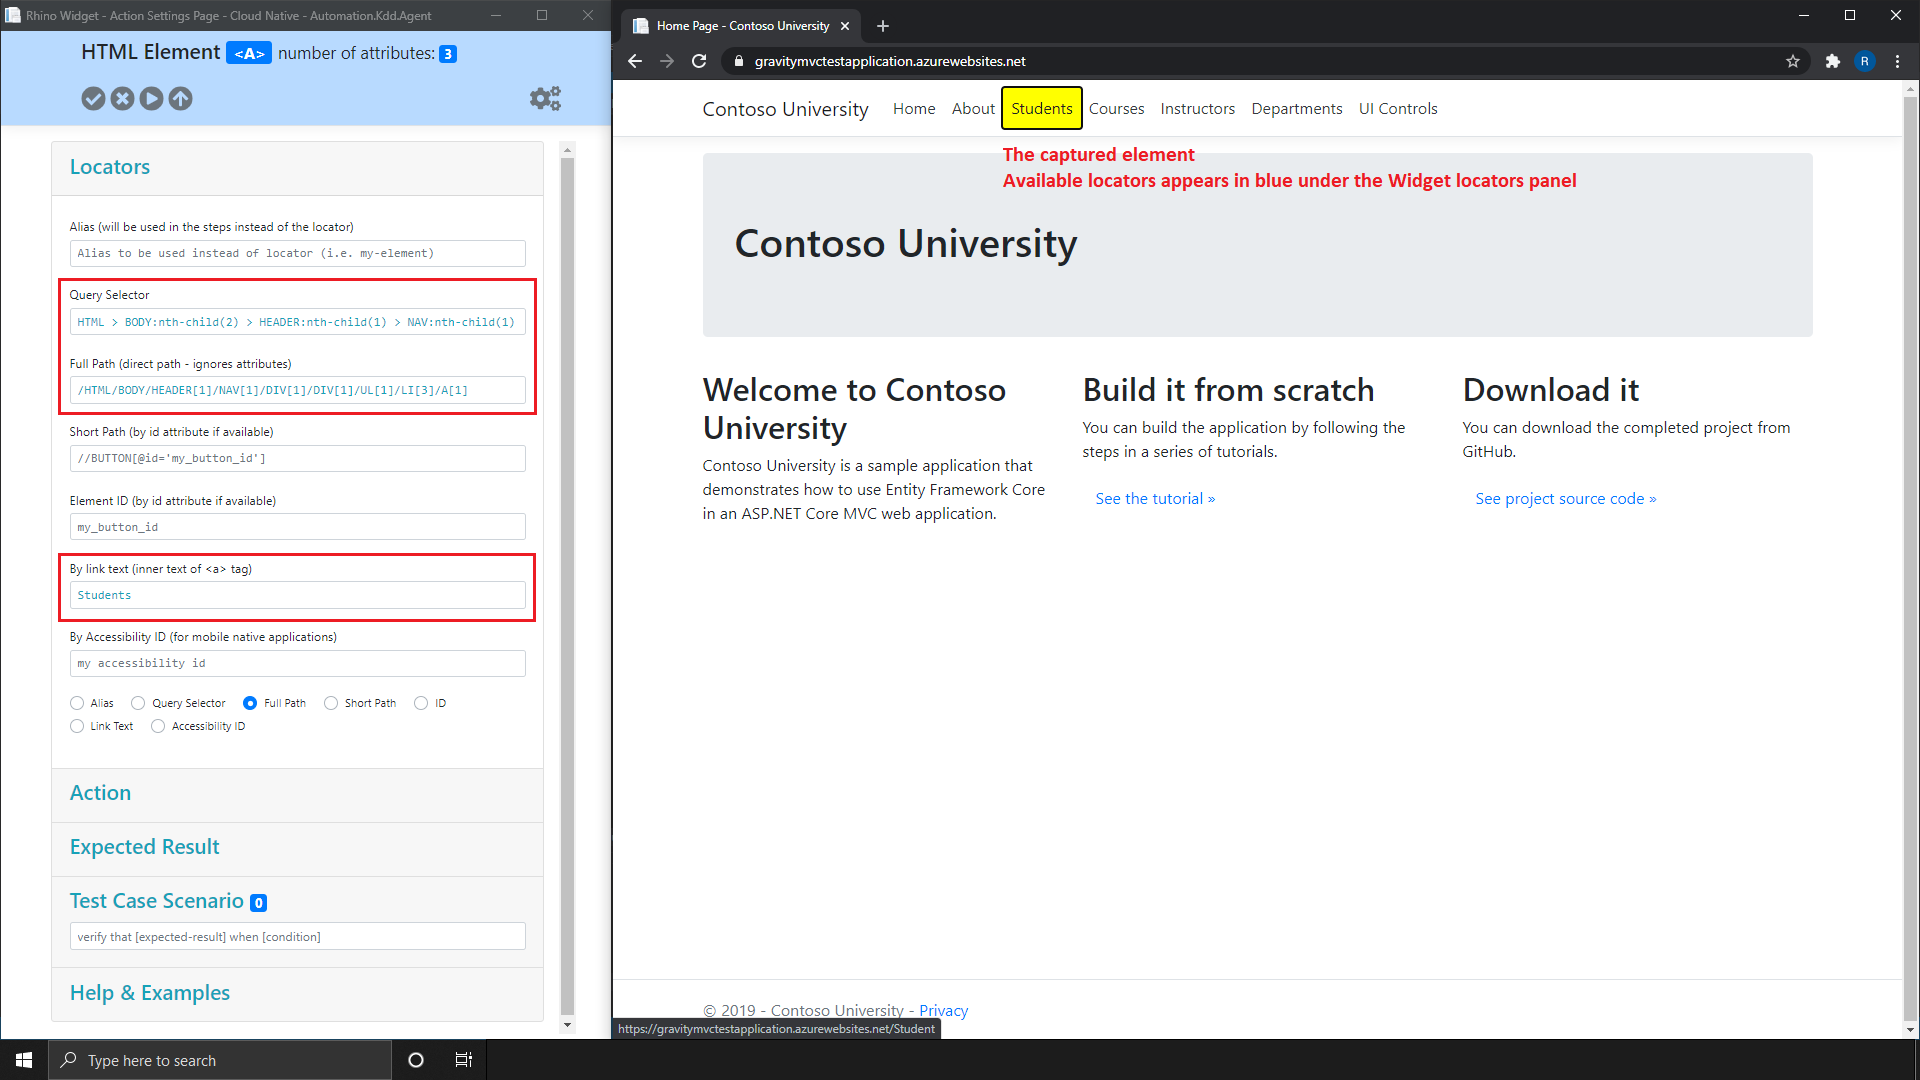 Rhino Widget - Action Settings Page - Cloud Native - Automation.Kdd.Agent
HTML Element <A> number of attributes: 3
Locators
Alias (will be used in the steps instead of the locator)
Alias to be used instead of locator (i.e. my-element)
Query Selector
HTML > BODY:nth-child(2) > HEADER:nth-child(1) > NAV:nth-child(1)
Full Path (direct path - ignores attributes)
/HTML/BODY/HEADER[1]/NAV[1]/DIV[1]/DIV[1]/UL[1]/LI[3]/A[1]
Short Path (by id attribute if available)
//BUTTON[@id='my_button_id']
Element ID (by id attribute if available)
my_button_id
By link text (inner text of <a> tag)
Students
By Accessibility ID (for mobile native applications)
my accessibility id
Alias Query Selector Full Path Short Path ID
Link Text Accessibility ID
Action
Expected Result
Test Case Scenario 0
verify that [expected-result] when [condition]
Help & Examples
Home Page - Contoso University
gravitymvctestapplication.azurewebsites.net
R
Contoso University Home About Students Courses Instructors Departments UI Controls
The captured element
Available locators appears in blue under the Widget locators panel
Contoso University
Welcome to Contoso
University
Contoso University is a sample application that
demonstrates how to use Entity Framework Core
in an ASP.NET Core MVC web application.
Build it from scratch
You can build the application by following the
steps in a series of tutorials.
See the tutorial »
Download it
You can download the completed project from
GitHub.
See project source code »
© 2019 - Contoso University - Privacy
https://gravitymvctestapplication.azurewebsites.net/Student
Type here to search